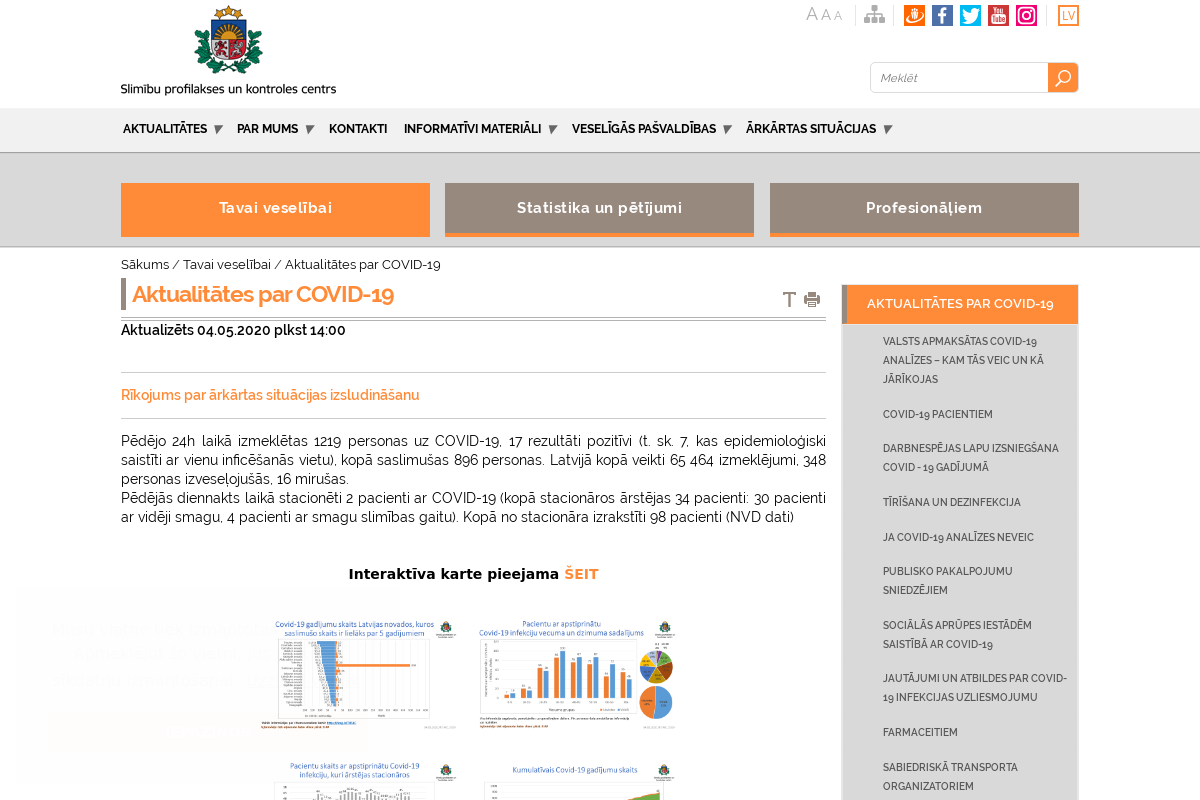 A A A
You
Tube
LV
Slimību profilakses un kontroles centrs
Meklēt
AKTUALITĀTES
PAR MUMS
KONTAKTI
INFORMATĪVI MATERIĀLI
VESELĪGĀS PAŠVALDĪBAS
ĀRKĀRTAS SITUĀCIJAS
Tavai veselībai
Statistika un pētījumi
Profesionāļiem
Sākums / Tavai veselībai / Aktualitātes par COVID-19
Aktualitātes par COVID-19
Aktualizēts 04.05.2020 plkst 14:00
Rīkojums par ārkārtas situācijas izsludināšanu
Pēdējo 24h laikā izmeklētas 1219 personas uz COVID-19, 17 rezultāti pozitīvi (t. sk. 7, kas epidemioloģiski
saistīti ar vienu inficēšanās vietu), kopā saslimušas 896 personas. Latvijā kopā veikti 65 464 izmeklējumi, 348
personas izveseļojušās, 16 mirušas.
Pēdējās diennakts laikā stacionēti 2 pacienti ar COVID-19 (kopā stacionāros ārstējas 34 pacienti: 30 pacienti
ar vidēji smagu, 4 pacienti ar smagu slimības gaitu). Kopā no stacionāra izrakstīti 98 pacienti (NVD dati)
Interaktīva karte pieejama ŠEIT
Covid-19 gadījumu skaits Latvijas novados, kuros
saslimušo skaits ir lielāks par 5 gadījumiem
Pacientu ar apstiprinātu
Covid-19 infekciju vecuma un dzimuma sadalījums
Pacientu skaits ar apstiprinātu Covid-19
infekciju, kuri ārstējas stacionāros
Kumulatīvais Covid-19 gadījumu skaits
AKTUALITĀTES PAR COVID-19
VALSTS APMAKSĀTAS COVID-19
ANALĪZES – KAM TĀS VEIC UN KĀ
JĀRĪKOJAS
COVID-19 PACIENTIEM
DARBNESPĒJAS LAPU IZSNIEGŠANA
COVID - 19 GADĪJUMĀ
TĪRĪŠANA UN DEZINFEKCIJA
JA COVID-19 ANALĪZES NEVEIC
PUBLISKO PAKALPOJUMU
SNIEDZĒJIEM
SOCIĀLĀS APRŪPES IESTĀDĒM
SAISTĪBĀ AR COVID-19
JAUTĀJUMI UN ATBILDES PAR COVID-
19 INFEKCIJAS UZLIESMOJUMU
FARMACEITIEM
SABIEDRISKĀ TRANSPORTA
ORGANIZATORIEM